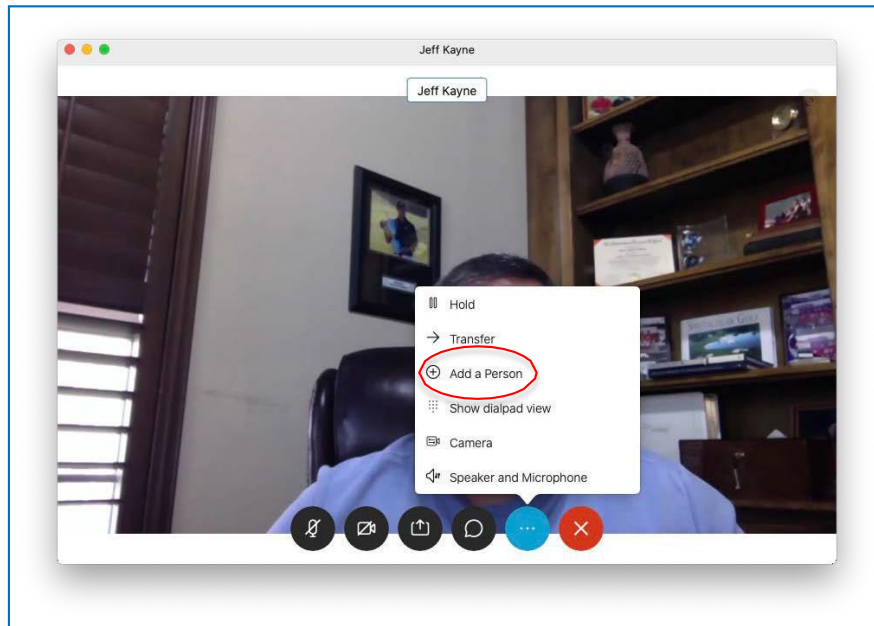 Jeff Kayne
Jeff Kayne
Hold
Transfer
Add a Person
Show dialpad view
Camera
Speaker and Microphone